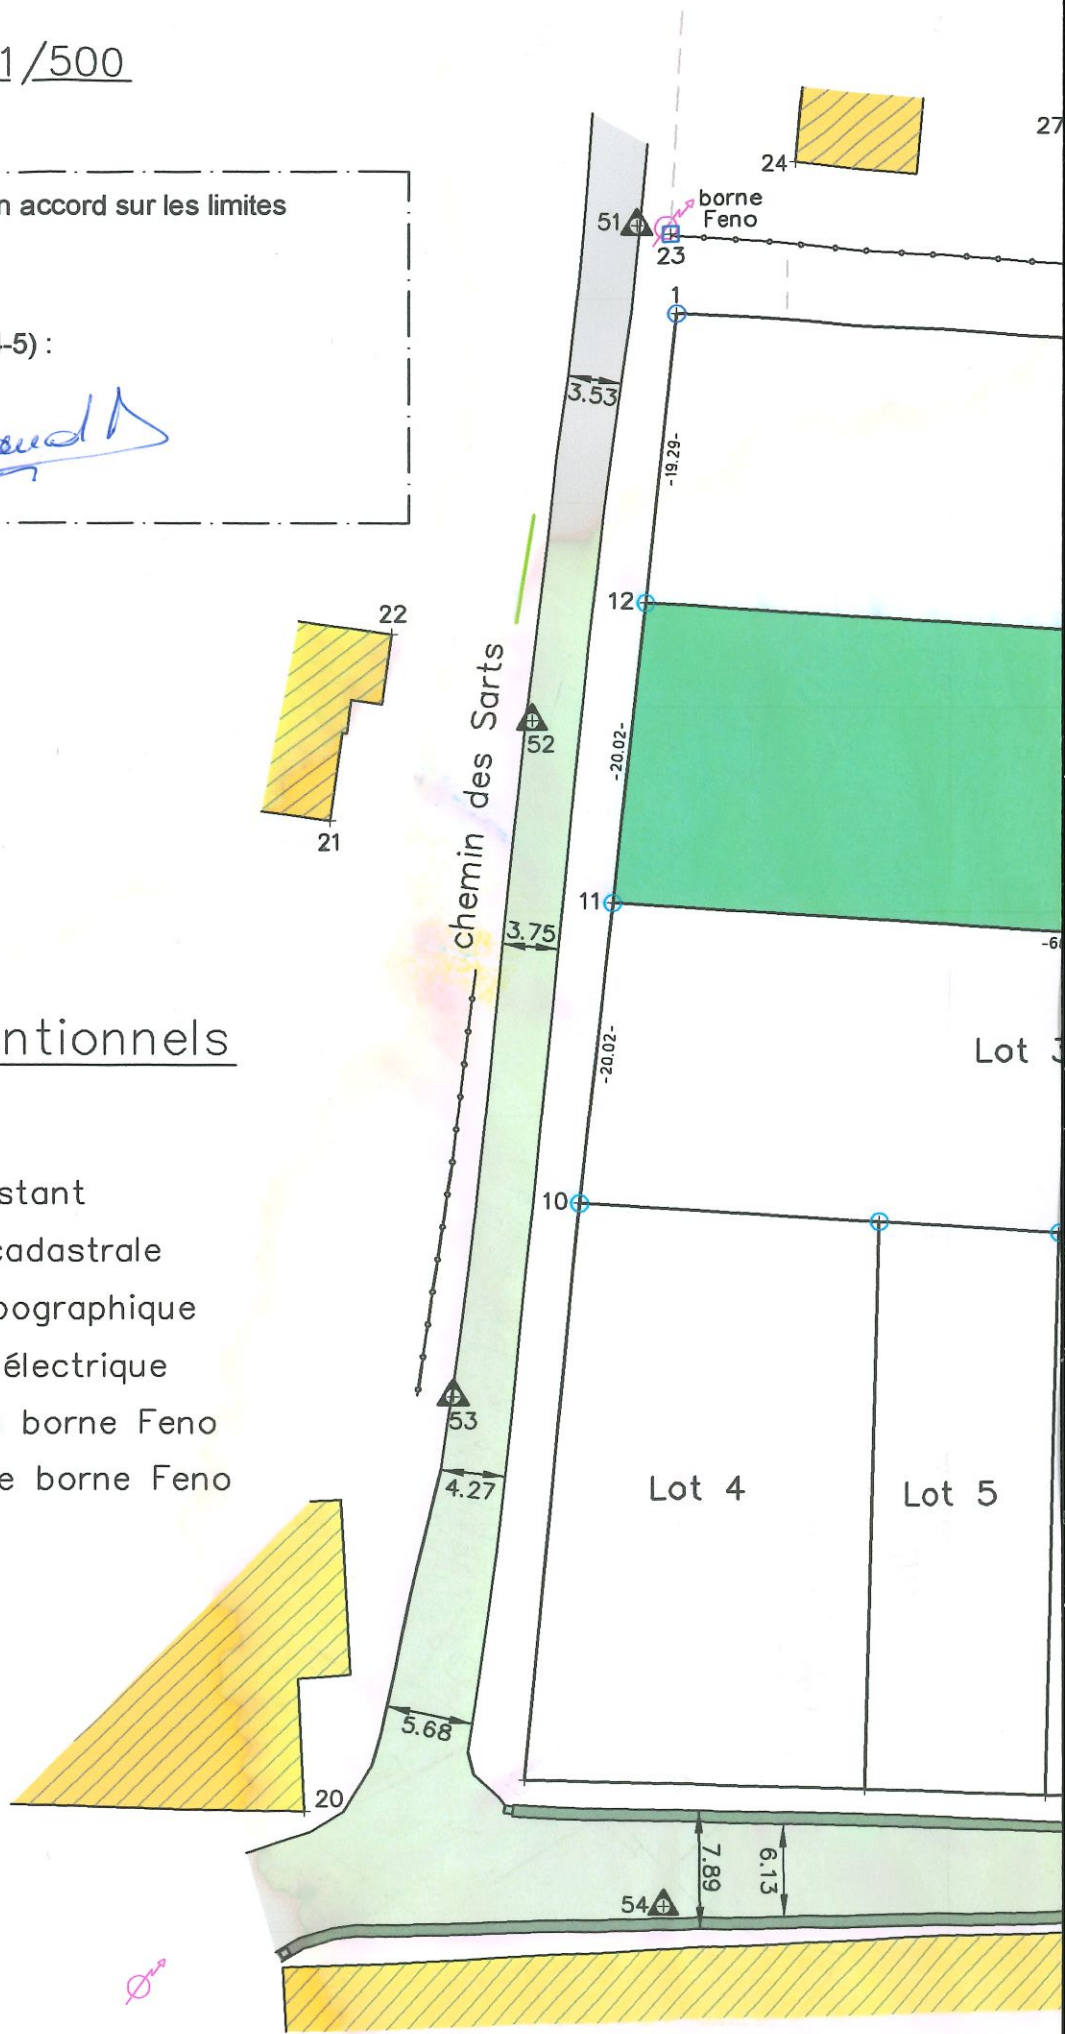 1/500
n accord sur les limites
-5) :
51
borne
Feno
23
24
27
1
3.53
-19.29-
12
22
21
chemin des Sarts
52
-20.02-
11
3.75
-20.02-
Lot 3
ntionnels
10
stant
cadastrale
ographique
électrique
borne Feno
e borne Feno
53
4.27
Lot 4
Lot 5
5.68
20
7.89
6.13
54